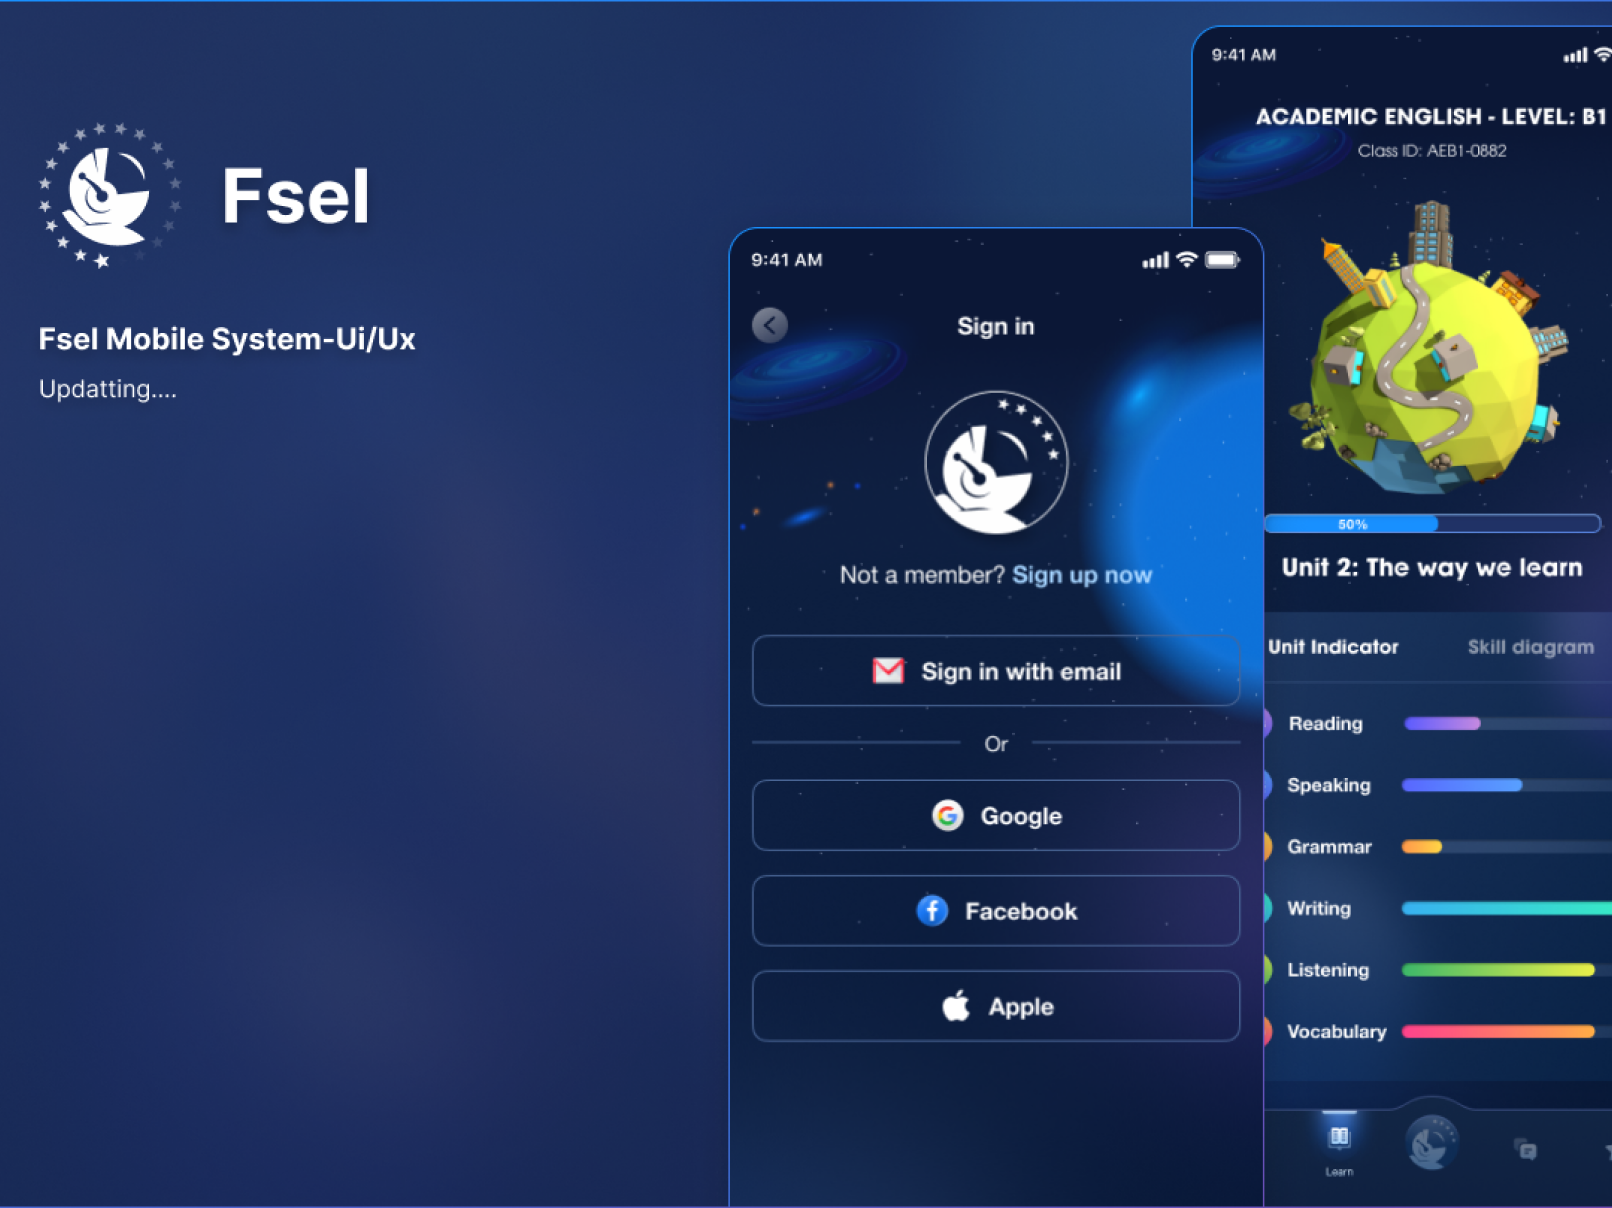 Fsel
Fsel Mobile System-Ui/Ux
Updatting....
9:41 AM
Sign in
Not a member? Sign up now
Sign in with email
Or
Google
Facebook
Apple
9:41 AM
ACADEMIC ENGLISH - LEVEL: B1
Class ID: AEB1-0882
50%
Unit 2: The way we learn
Unit Indicator
Skill diagram
Reading
Speaking
Grammar
Writing
Listening
Vocabulary
Learn